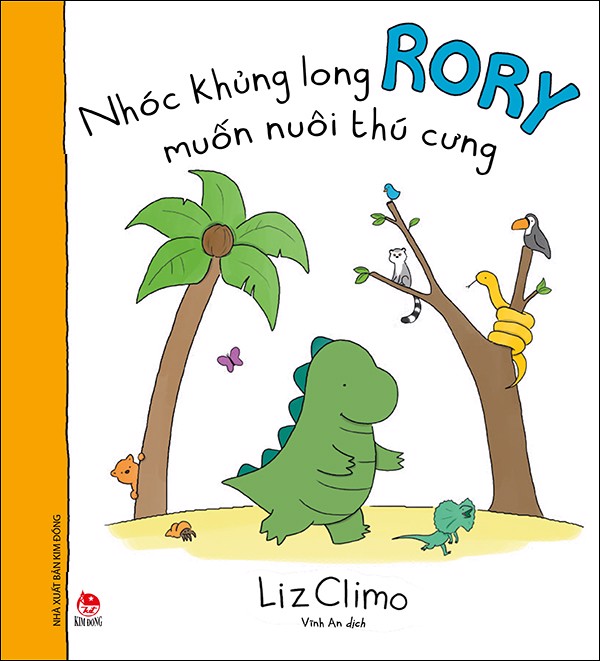 Nhóc khủng long RORY
muốn nuôi thú cưng
Liz Climo
Vĩnh An dịch
NHÀ XUẤT BẢN KIM ĐỒNG
KIM ĐỒNG